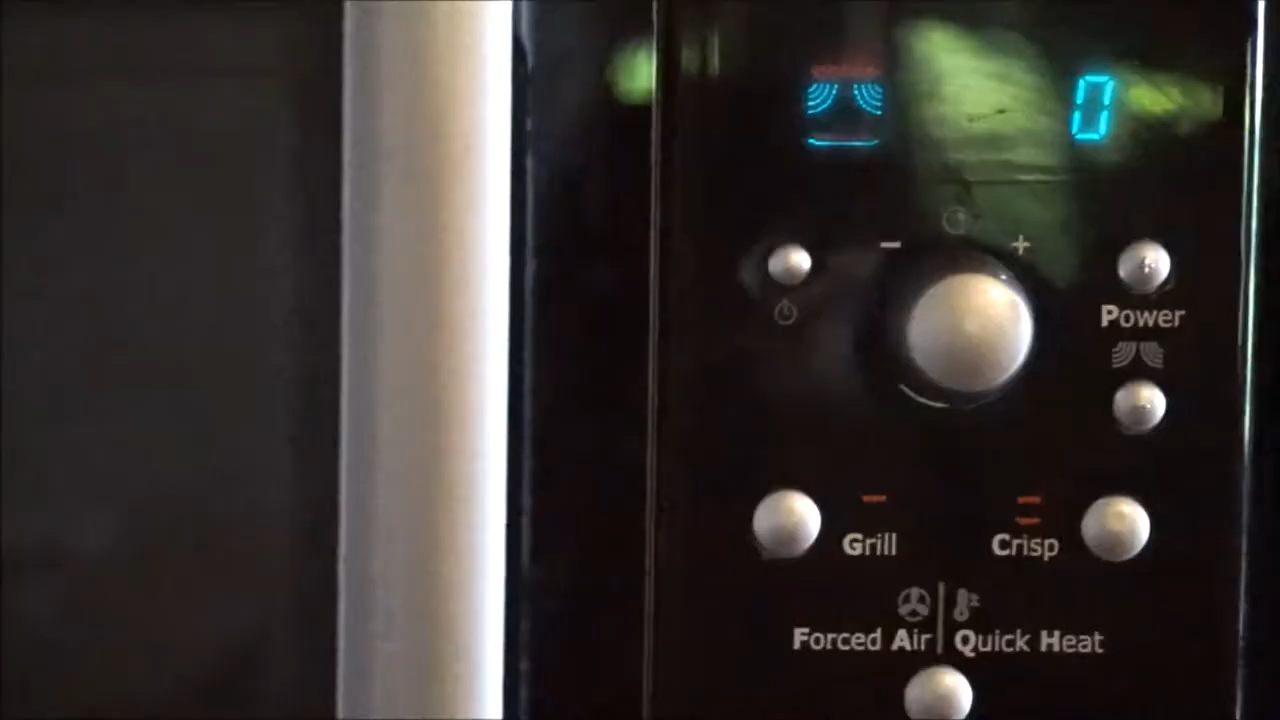 0
- +
+
Power
-
Grill
Crisp
Forced Air | Quick Heat